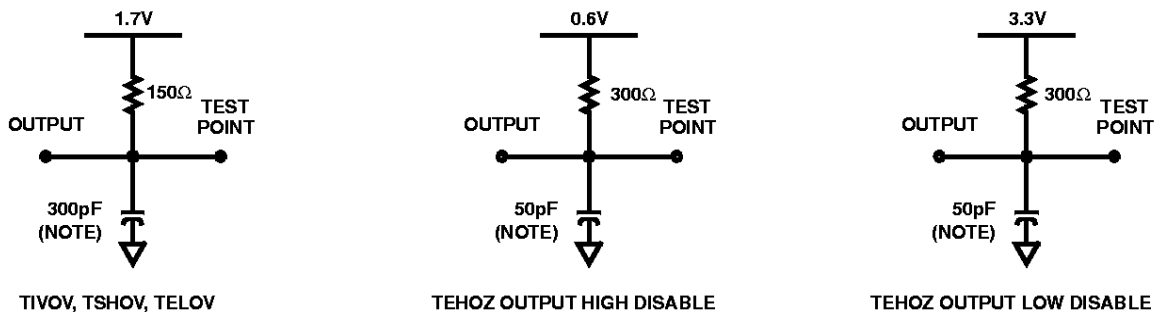 1.7V
150Ω
OUTPUT
TEST
POINT
300pF
(NOTE)
TIVOV, TSHOV, TELOV
0.6V
300Ω
OUTPUT
TEST
POINT
50pF
(NOTE)
TEHOZ OUTPUT HIGH DISABLE
3.3V
300Ω
OUTPUT
TEST
POINT
50pF
(NOTE)
TEHOZ OUTPUT LOW DISABLE